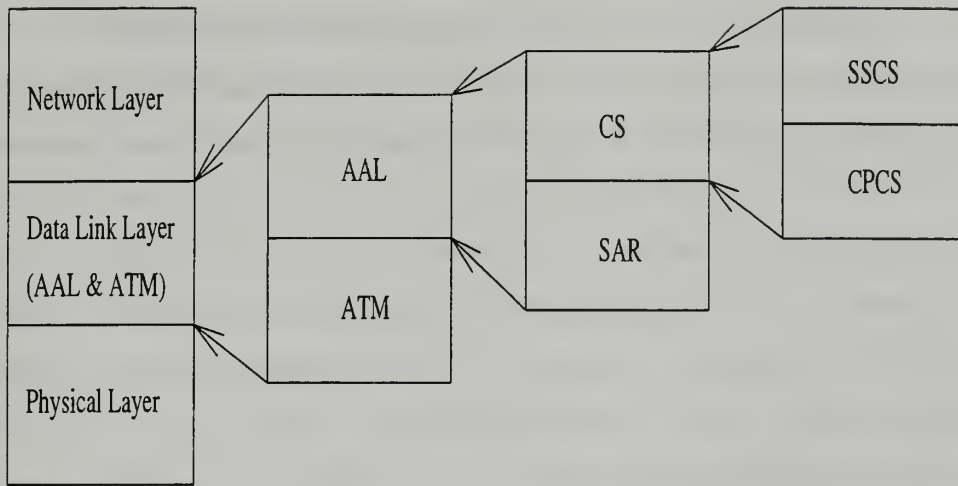 Network Layer
Data Link Layer
(AAL & ATM)
Physical Layer
AAL
ATM
CS
SAR
SSCS
CPCS